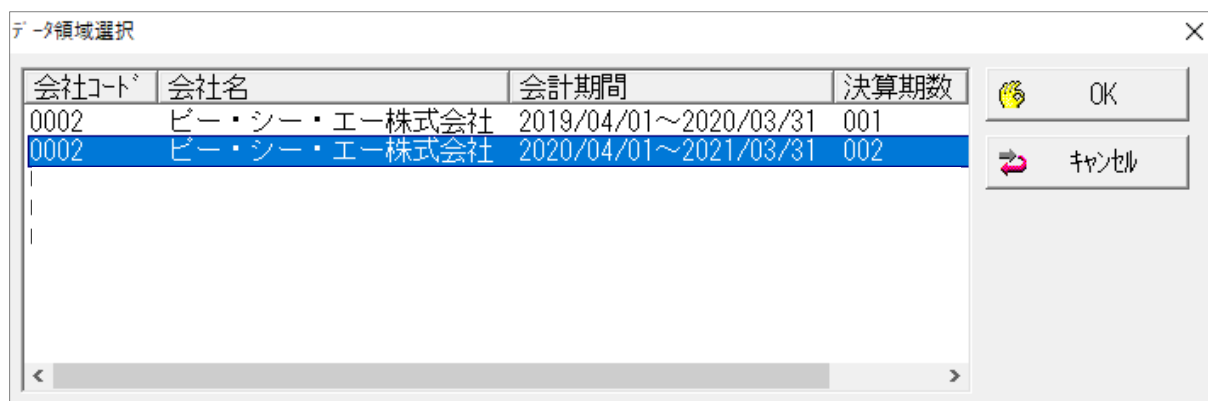 ﾃﾞｰﾀ領域選択
会社ｺｰﾄﾞ 会社名 会計期間 決算期数
0002 ビー・シー・エー株式会社 2019/04/01～2020/03/31 001
0002 ビー・シー・エー株式会社 2020/04/01～2021/03/31 002
OK
ｷｬﾝｾﾙ